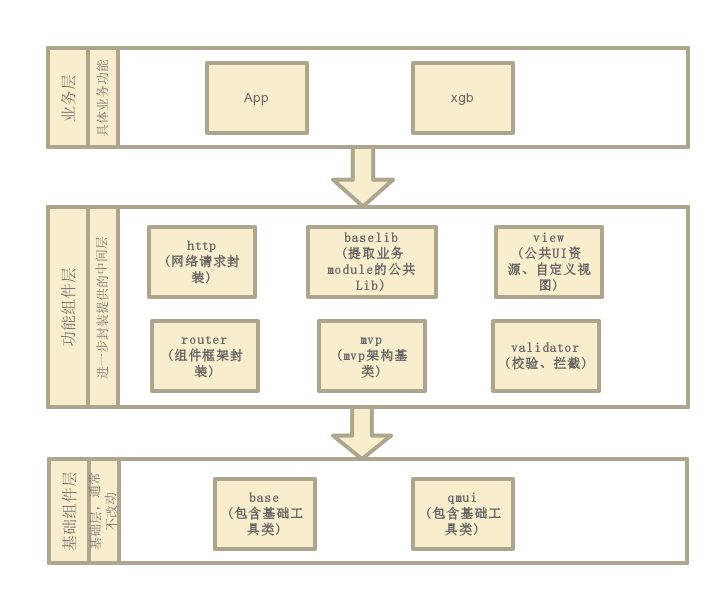 业务层
具体业务功能
App
xgb
功能组件层
进一步封装提供的中间层
http
(网络请求封
装)
baselib
(提取业务
module的公共
Lib)
view
(公共UI资
源、自定义视
图)
router
(组件框架封
装)
mvp
(mvp架构基
类)
validator
(校验、拦截)
基础组件层
基础层，通常
不改动
base
(包含基础工
具类)
qmui
(包含基础工
具类)